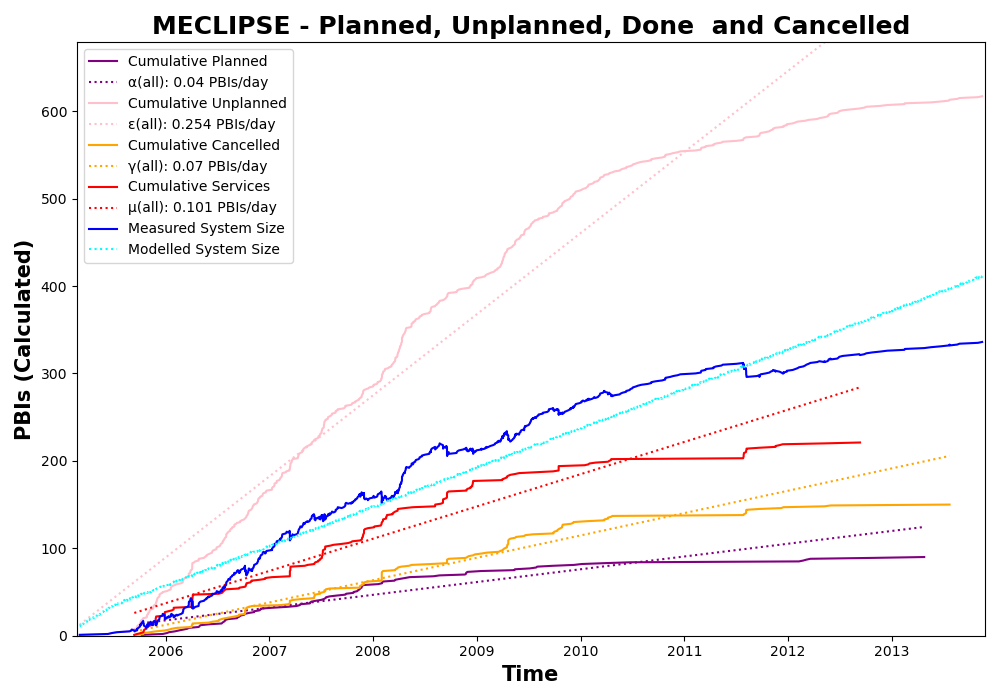 MECLIPSE - Planned, Unplanned, Done  and Cancelled
Cumulative Planned
α(all): 0.04 PBIs/day
Cumulative Unplanned
ε(all): 0.254 PBIs/day
Cumulative Cancelled
γ(all): 0.07 PBIs/day
Cumulative Services
μ(all): 0.101 PBIs/day
Measured System Size
Modelled System Size
PBIs (Calculated)
600
500
400
300
200
100
0
2006 2007 2008 2009 2010 2011 2012 2013
Time